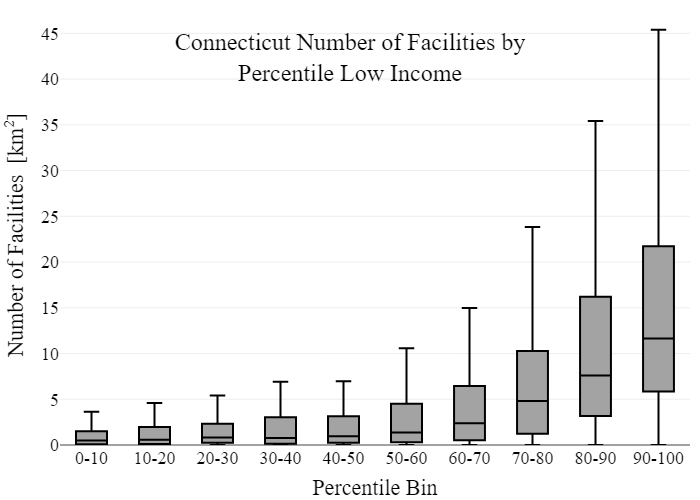 Connecticut Number of Facilities by
Percentile Low Income
Number of Facilities [km²]
45
40
35
30
25
20
15
10
5
0
0-10 10-20 20-30 30-40 40-50 50-60 60-70 70-80 80-90 90-100
Percentile Bin